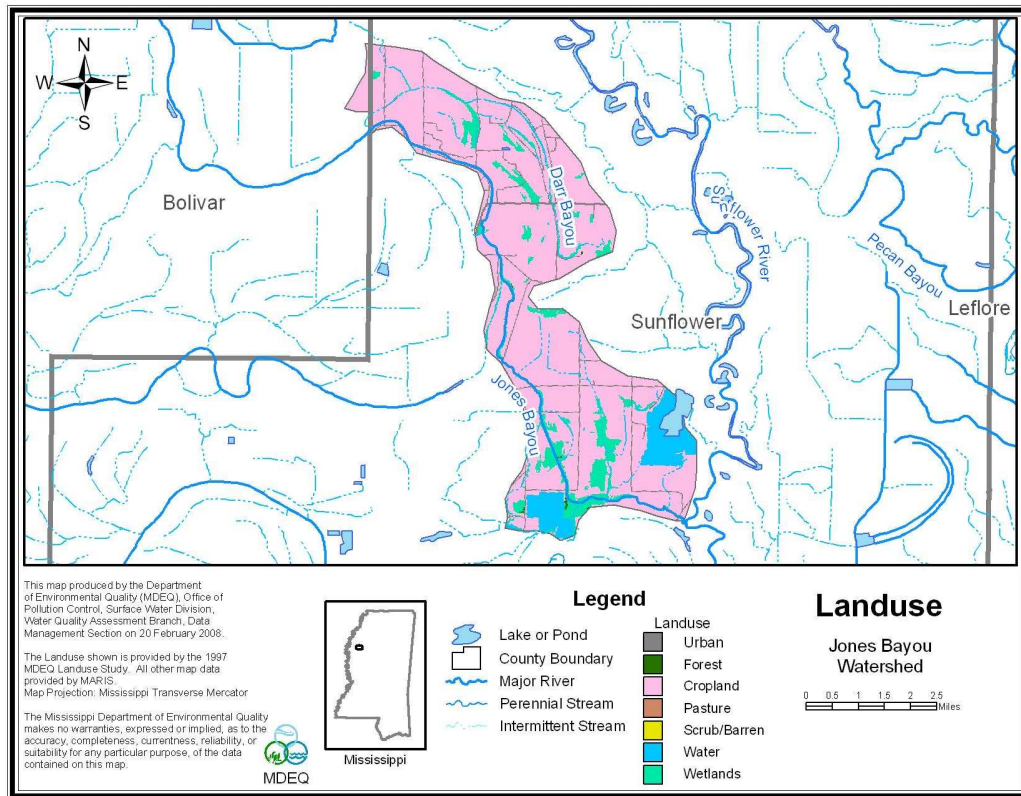 N
W E
S
Bolivar
Darr Bayou
Sunflower River
Pecan Bayou
Sunflower
Leflore
Jones Bayou
This map produced by the Department
of Environmental Quality (MDEQ), Office of
Pollution Control, Surface Water Division,
Water Quality Assessment Branch, Data
Management Section on 20 February 2008.
The Landuse shown is provided by the 1997
MDEQ Landuse Study. All other map data
provided by MARIS.
Map Projection: Mississippi Transverse Mercator
The Mississippi Department of Environmental Quality
makes no warranties, expressed or implied, as to the
accuracy, completeness, currentness, reliability, or
suitability for any particular purpose, of the data
contained on this map.
MDEQ
Mississippi
Legend
Lake or Pond
County Boundary
Major River
Perennial Stream
Intermittent Stream
Landuse
Urban
Forest
Cropland
Pasture
Scrub/Barren
Water
Wetlands
Landuse
Jones Bayou
Watershed
0 0.5 1 1.5 2 2.5
Miles